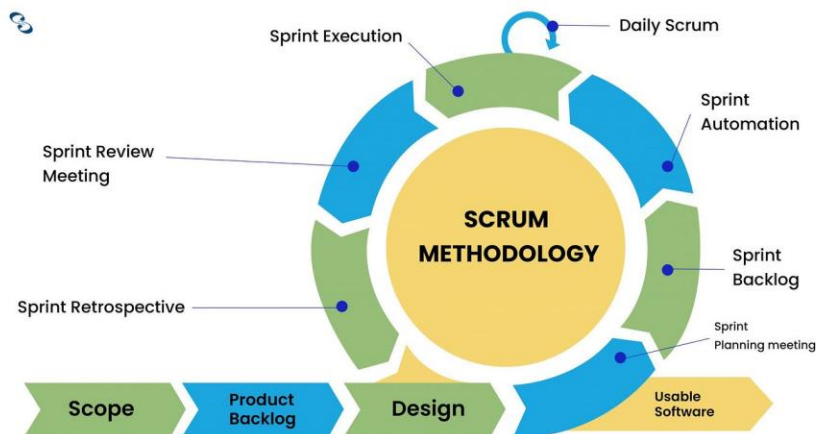 Sprint Execution
Daily Scrum
Sprint
Automation
Sprint Review
Meeting
SCRUM
METHODOLOGY
Sprint
Backlog
Sprint Retrospective
Sprint
Planning meeting
Scope
Product
Backlog
Design
Usable
Software